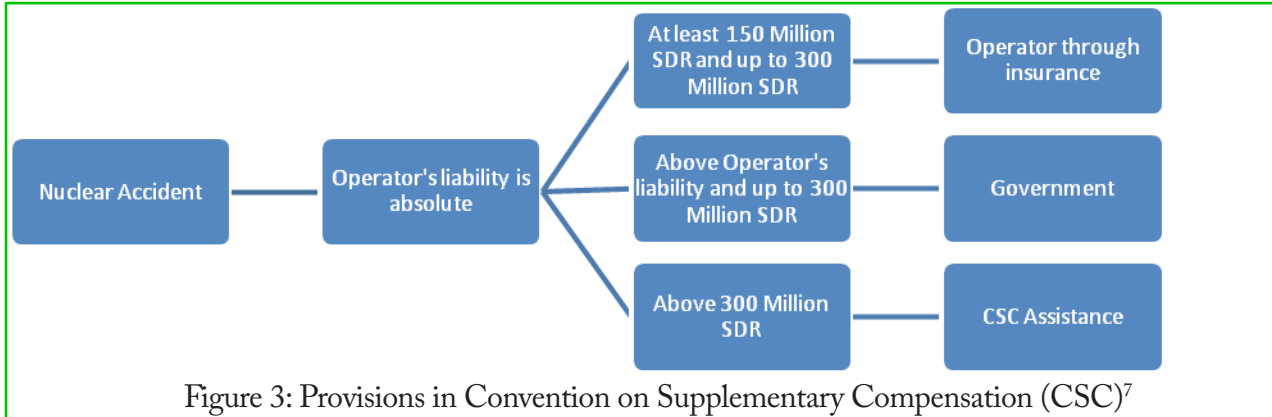 At least 150 Million
SDR and up to 300
Million SDR
Operator through
insurance
Nuclear Accident
Operator's liability is
absolute
Above Operator's
liability and up to 300
Million SDR
Government
Above 300 Million
SDR
CSC Assistance
Figure 3: Provisions in Convention on Supplementary Compensation (CSC)7